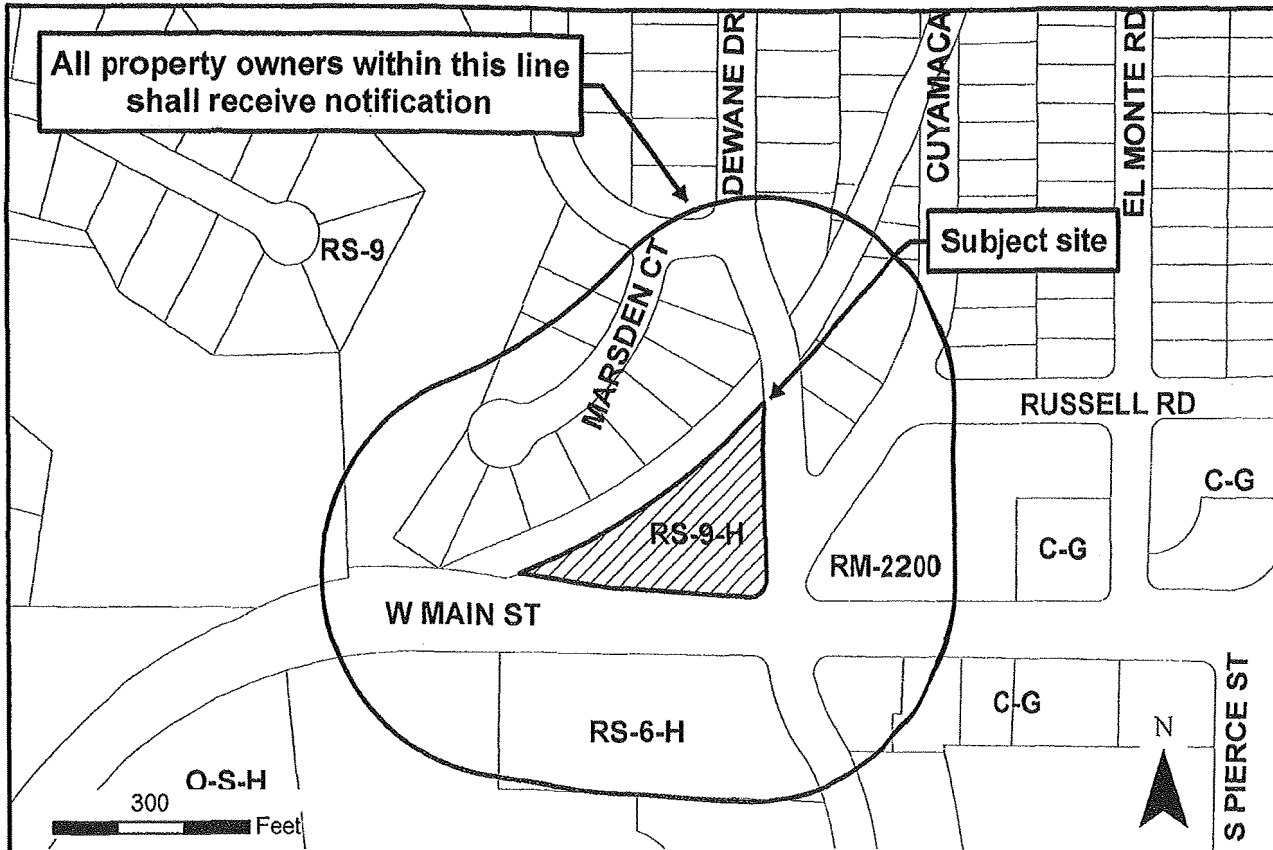 All property owners within this line
shall receive notification
DEWANE DR
CUYAMACA
EL MONTE RD
RS-9
Subject site
MARSDEN CT
RUSSELL RD
C-G
RS-9-H
C-G
RM-2200
W MAIN ST
C-G
RS-6-H
S PIERCE ST
N
O-S-H
300
Feet